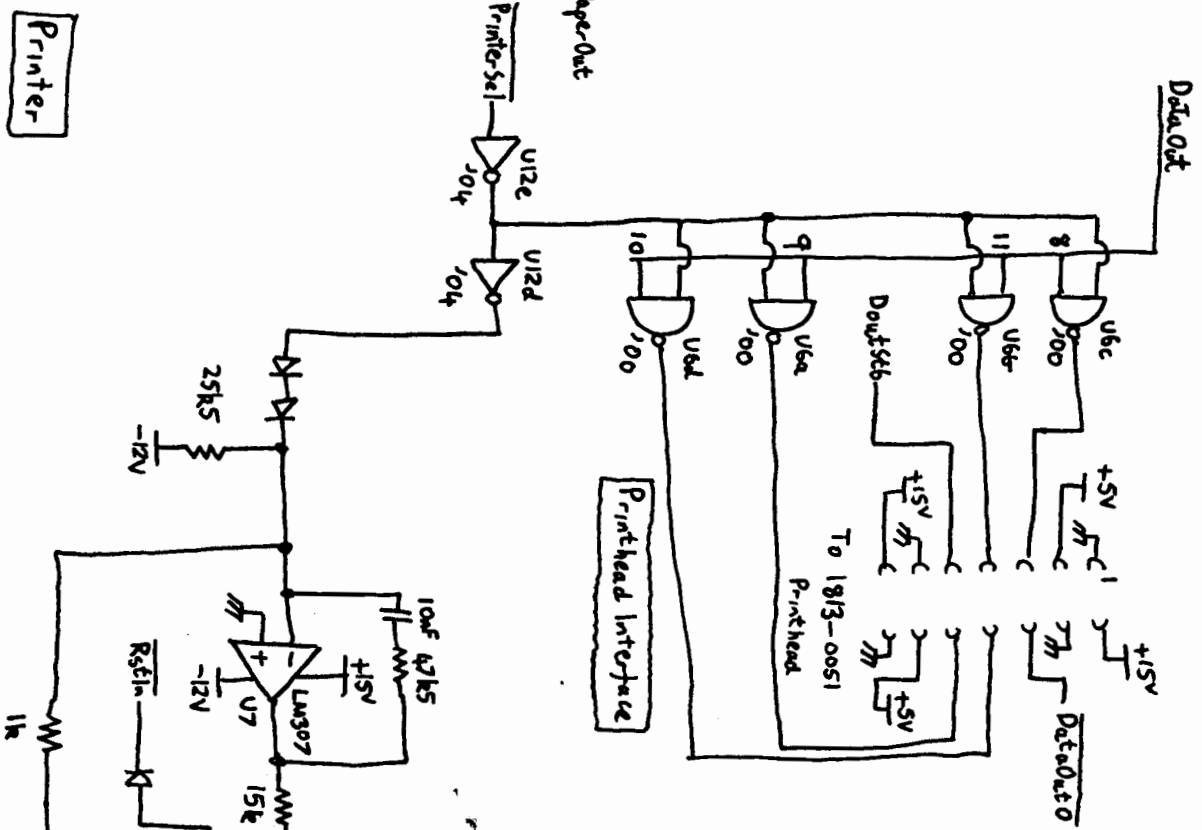 DataOut
8
11
9
10
U6c
'00
U6b
'00
U6a
'00
U6d
'00
DoutStb
+5V
1
+15V
+15V
+5V
DataOut0
To 1813-0051
Printhead
Printhead Interface
aperOut
PrinterSel
U12e
'04
U12d
'04
25k5
-12V
10nF
47k5
+15V
-
+
LM307
U7
-12V
15k
RstIn
1k
Printer